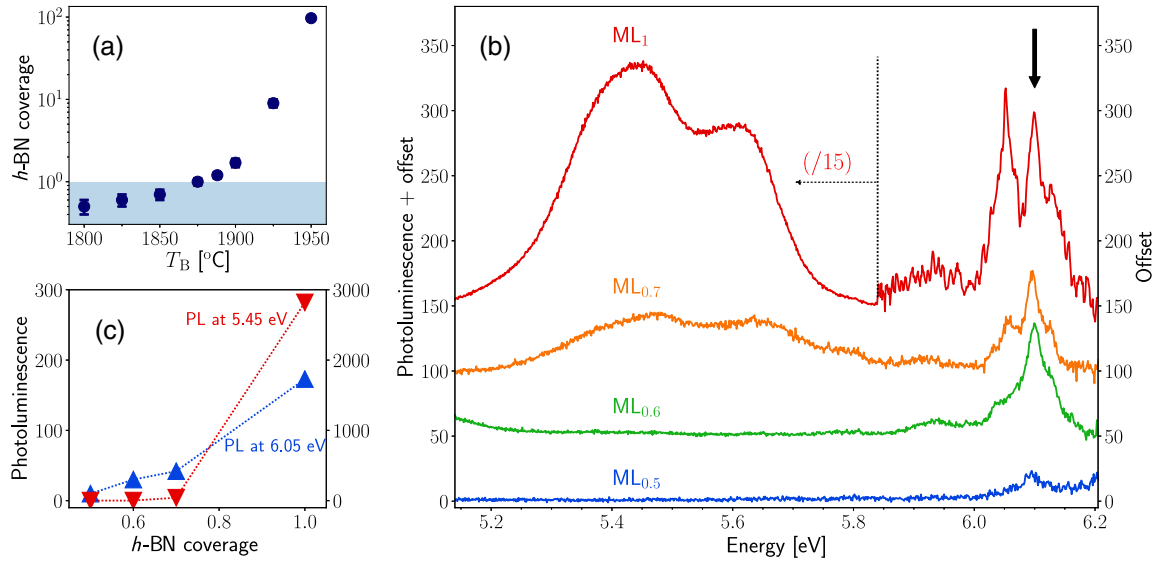 (a)
h-BN coverage
10²
10¹
10⁰
1800 1850 1900 1950
T_B [°C]
(c)
Photoluminescence
300
200
100
0
3000
2000
1000
0
PL at 5.45 eV
PL at 6.05 eV
0.6 0.8 1.0
h-BN coverage
(b)
Photoluminescence + offset
350
300
250
200
150
100
50
0
ML₁
(/15)
ML₀.₇
ML₀.₆
ML₀.₅
350
300
250
200
150
100
50
0
Offset
5.2 5.4 5.6 5.8 6.0 6.2
Energy [eV]